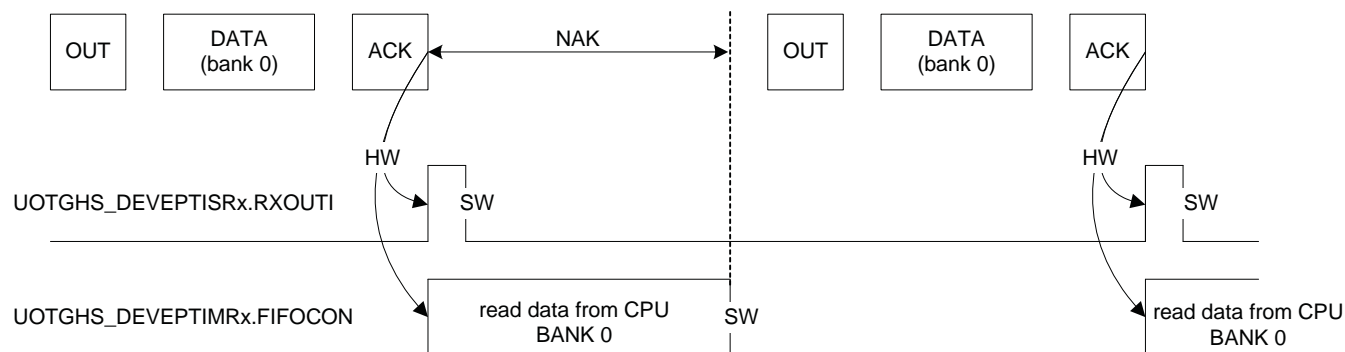 OUT
DATA
(bank 0)
ACK
NAK
OUT
DATA
(bank 0)
ACK
HW
HW
UOTGHS_DEVEPTISRx.RXOUTI
SW
SW
UOTGHS_DEVEPTIMRx.FIFOCON
read data from CPU
BANK 0
SW
read data from CPU
BANK 0